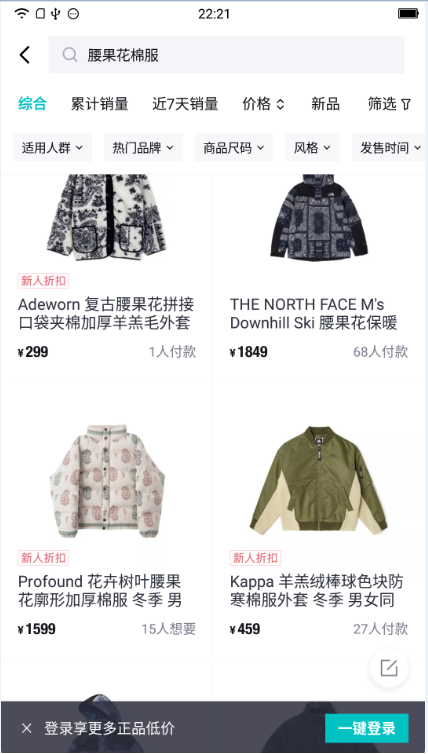 22:21
腰果花棉服
综合 累计销量 近7天销量 价格 新品 筛选
适用人群 热门品牌 商品尺码 风格 发售时间
新人折扣
Adeworn 复古腰果花拼接
口袋夹棉加厚羊羔毛外套
¥299 1人付款
THE NORTH FACE M's
Downhill Ski 腰果花保暖
¥1849 68人付款
新人折扣
Profound 花卉树叶腰果
花廓形加厚棉服 冬季 男
¥1599 15人想要
新人折扣
Kappa 羊羔绒棒球色块防
寒棉服外套 冬季 男女同
¥459 27人付款
登录享更多正品低价 一键登录